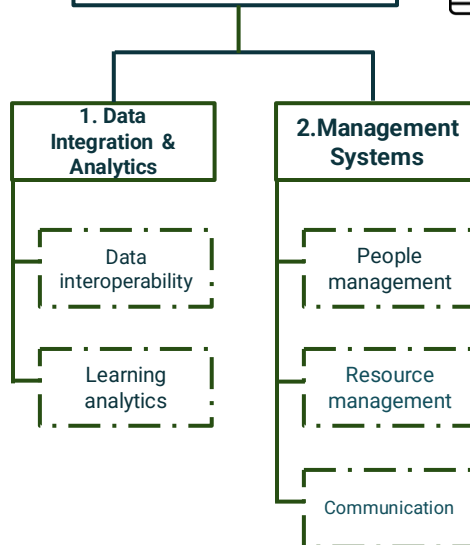 1. Data
Integration &
Analytics
2.Management
Systems
Data
interoperability
Learning
analytics
People
management
Resource
management
Communication